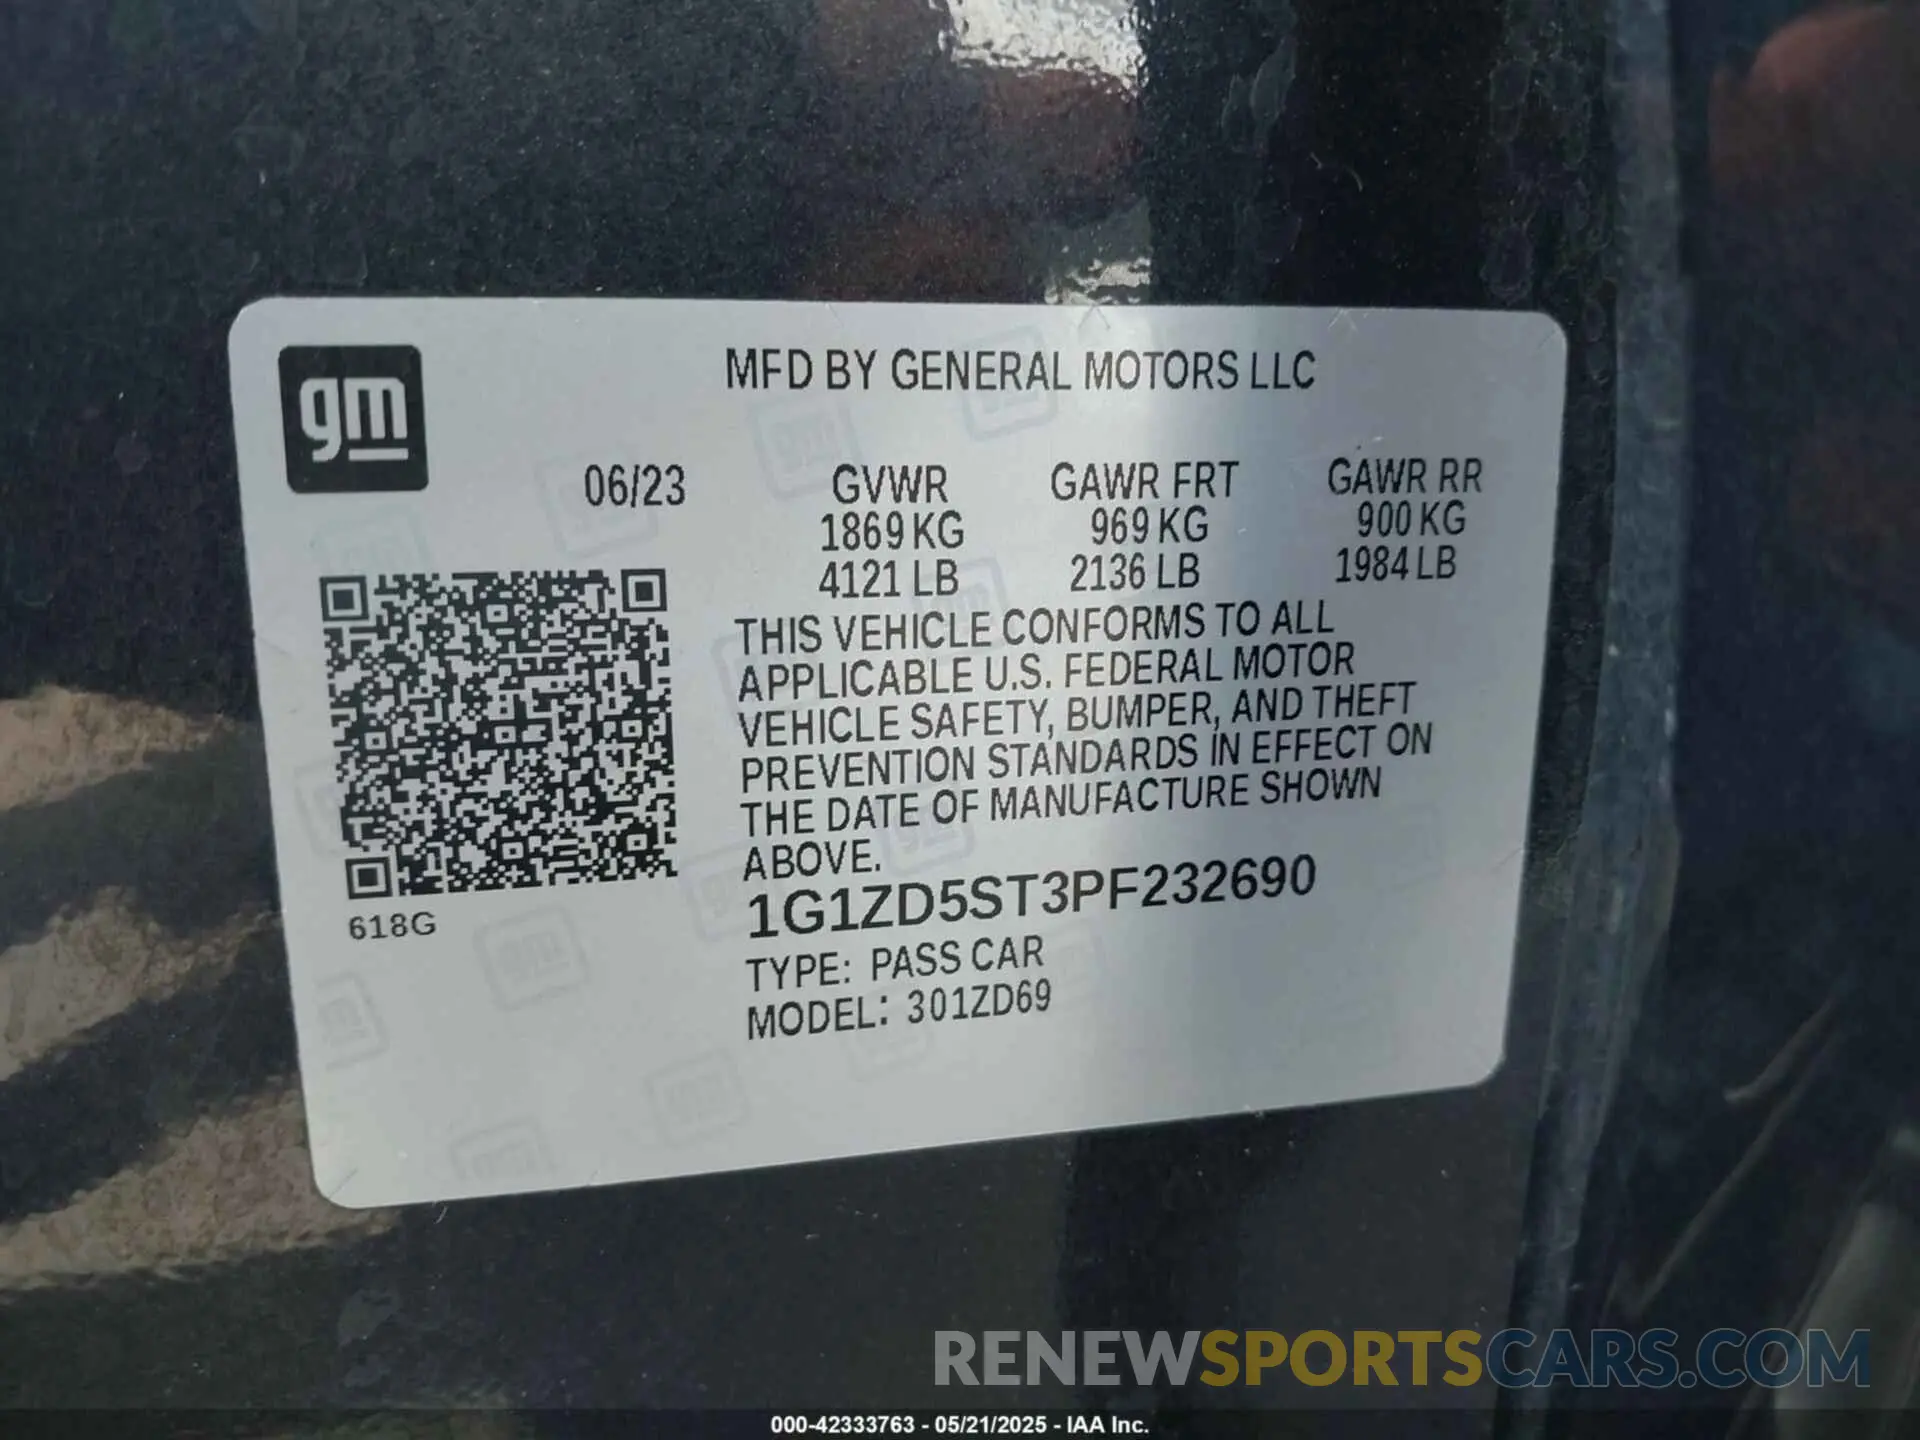 gm
MFD BY GENERAL MOTORS LLC
06/23 GVWR GAWR FRT GAWR RR
1869 KG 969 KG 900 KG
4121 LB 2136 LB 1984 LB
THIS VEHICLE CONFORMS TO ALL
APPLICABLE U.S. FEDERAL MOTOR
VEHICLE SAFETY, BUMPER, AND THEFT
PREVENTION STANDARDS IN EFFECT ON
THE DATE OF MANUFACTURE SHOWN
ABOVE.
618G
1G1ZD5ST3PF232690
TYPE: PASS CAR
MODEL: 301ZD69
RENEWSPORTSCARS.COM
000-42333763 - 05/21/2025 - IAA Inc.